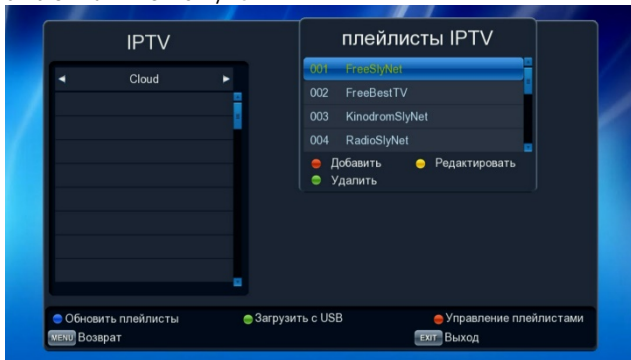 IPTV
Cloud
плейлисты IPTV
001 FreeSlyNet
002 FreeBestTV
003 KinodromSlyNet
004 RadioSlyNet
Добавить Редактировать
Удалить
Обновить плейлисты Загрузить с USB Управление плейлистами
MENU Возврат EXIT Выход